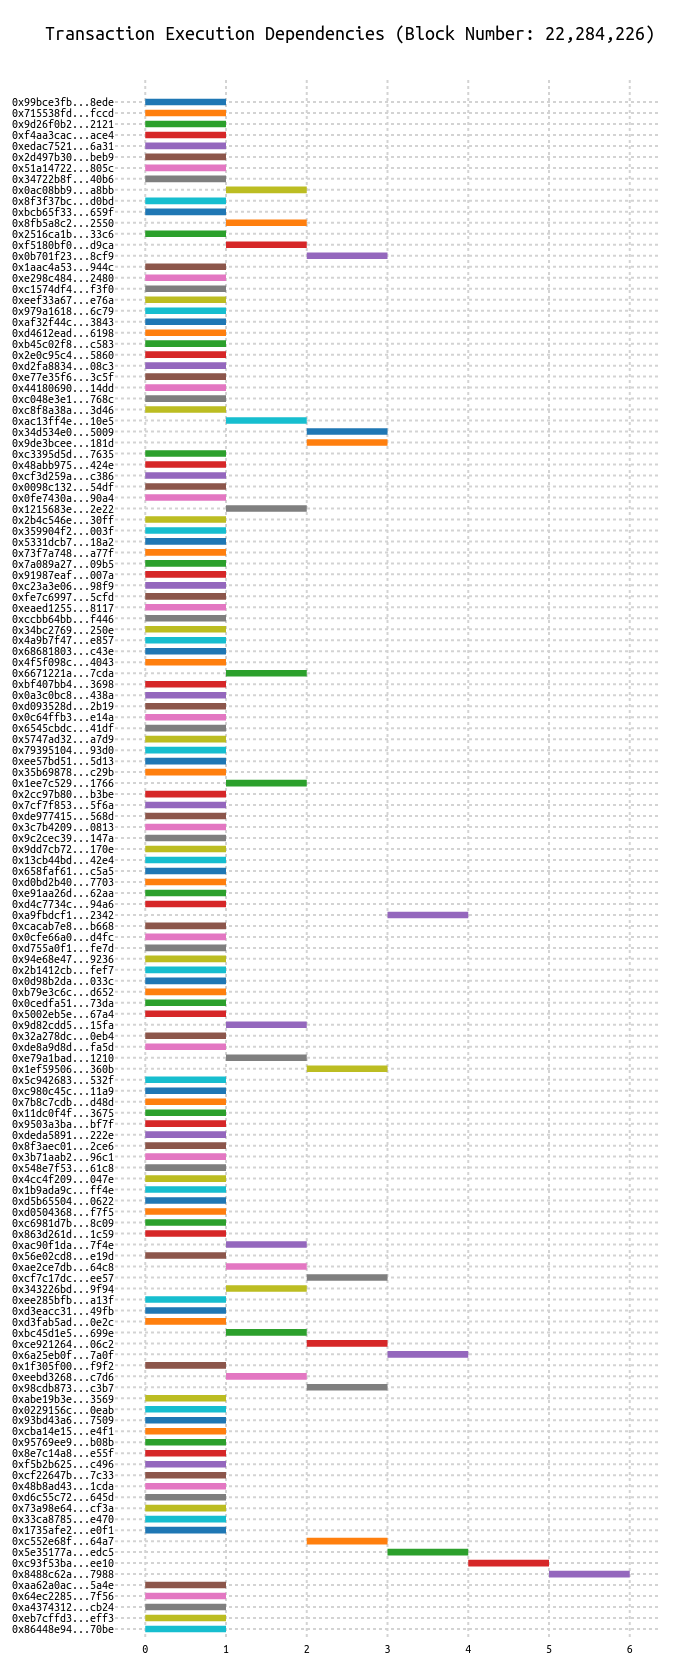 Transaction Execution Dependencies (Block Number: 22,284,226)
0x99bce3fb...8ede
0x715538fd...fccd
0x9d26f0b2...2121
0xf4aa3cac...ace4
0xedac7521...6a31
0x2d497b30...beb9
0x51a14722...805c
0x34722b8f...40b6
0x0ac08bb9...a8bb
0x8f3f37bc...d0bd
0xbcb65f33...659f
0x8fb5a8c2...2550
0x2516ca1b...33c6
0xf5180bf0...d9ca
0x0b701f23...8cf9
0x1aac4a53...944c
0xe298c484...2480
0xc1574df4...f3f0
0xeef33a67...e76a
0x979a1618...6c79
0xaf32f44c...3843
0xd4612ead...6198
0xb45c02f8...c583
0x2e0c95c4...5860
0xd2fa8834...08c3
0xe77e35f6...3c5f
0x44180690...14dd
0xc048e3e1...768c
0xc8f8a38a...3d46
0xac13ff4e...10e5
0x34d534e0...5009
0x9de3bcee...181d
0xc3395d5d...7635
0x48abb975...424e
0xcf3d259a...c386
0x0098c132...54df
0x0fe7430a...90a4
0x1215683e...2e22
0x2b4c546e...30ff
0x359904f2...003f
0x5331dcb7...18a2
0x73f7a748...a77f
0x7a089a27...09b5
0x91987eaf...007a
0xc23a3e06...98f9
0xfe7c6997...5cfd
0xeaed1255...8117
0xccbb64bb...f446
0x34bc2769...250e
0x4a9b7f47...e857
0x68681803...c43e
0x4f5f098c...4043
0x6671221a...7cda
0xbf407bb4...3698
0x0a3c0bc8...438a
0xd093528d...2b19
0x0c64ffb3...e14a
0x6545cbdc...41df
0x5747ad32...a7d9
0x79395104...93d0
0xee57bd51...5d13
0x35b69878...c29b
0x1ee7c529...1766
0x2cc97b80...b3be
0x7cf7f853...5f6a
0xde977415...568d
0x3c7b4209...0813
0x9c2cec39...147a
0x9dd7cb72...170e
0x13cb44bd...42e4
0x658faf61...c5a5
0xd0bd2b40...7703
0xe91aa26d...62aa
0xd4c7734c...94a6
0xa9fbdcf1...2342
0xcacab7e8...b668
0x0cfe66a0...d4fc
0xd755a0f1...fe7d
0x94e68e47...9236
0x2b1412cb...fef7
0x0d98b2da...033c
0xb79e3c6c...d652
0x0cedfa51...73da
0x5002eb5e...67a4
0x9d82cdd5...15fa
0x32a278dc...0eb4
0xde8a9d8d...fa5d
0xe79a1bad...1210
0x1ef59506...360b
0x5c942683...532f
0xc980c45c...11a9
0x7b8c7cdb...d48d
0x11dc0f4f...3675
0x9503a3ba...bf7f
0xdeda5891...222e
0x8f3aec01...2ce6
0x3b71aab2...96c1
0x548e7f53...61c8
0x4cc4f209...047e
0x1b9ada9c...ff4e
0xd5b65504...0622
0xd0504368...f7f5
0xc6981d7b...8c09
0x863d261d...1c59
0xac90f1da...7f4e
0x56e02cd8...e19d
0xae2ce7db...64c8
0xcf7c17dc...ee57
0x343226bd...9f94
0xee285bfb...a13f
0xd3eacc31...49fb
0xd3fab5ad...0e2c
0xbc45d1e5...699e
0xce921264...06c2
0x6a25eb0f...7a0f
0x1f305f00...f9f2
0xeebd3268...c7d6
0x98cdb873...c3b7
0xabe19b3e...3569
0x0229156c...0eab
0x93bd43a6...7509
0xcba14e15...e4f1
0x95769ee9...b08b
0x8e7c14a8...e55f
0xf5b2b625...c496
0xcf22647b...7c33
0x48b8ad43...1cda
0xd6c55c72...645d
0x73a98e64...cf3a
0x33ca8785...e470
0x1735afe2...e0f1
0xc552e68f...64a7
0x5e35177a...edc5
0xc93f53ba...ee10
0x8488c62a...7988
0xaa62a0ac...5a4e
0x64ec2285...7f56
0xa4374312...cb24
0xeb7cffd3...eff3
0x86448e94...70be
0 1 2 3 4 5 6